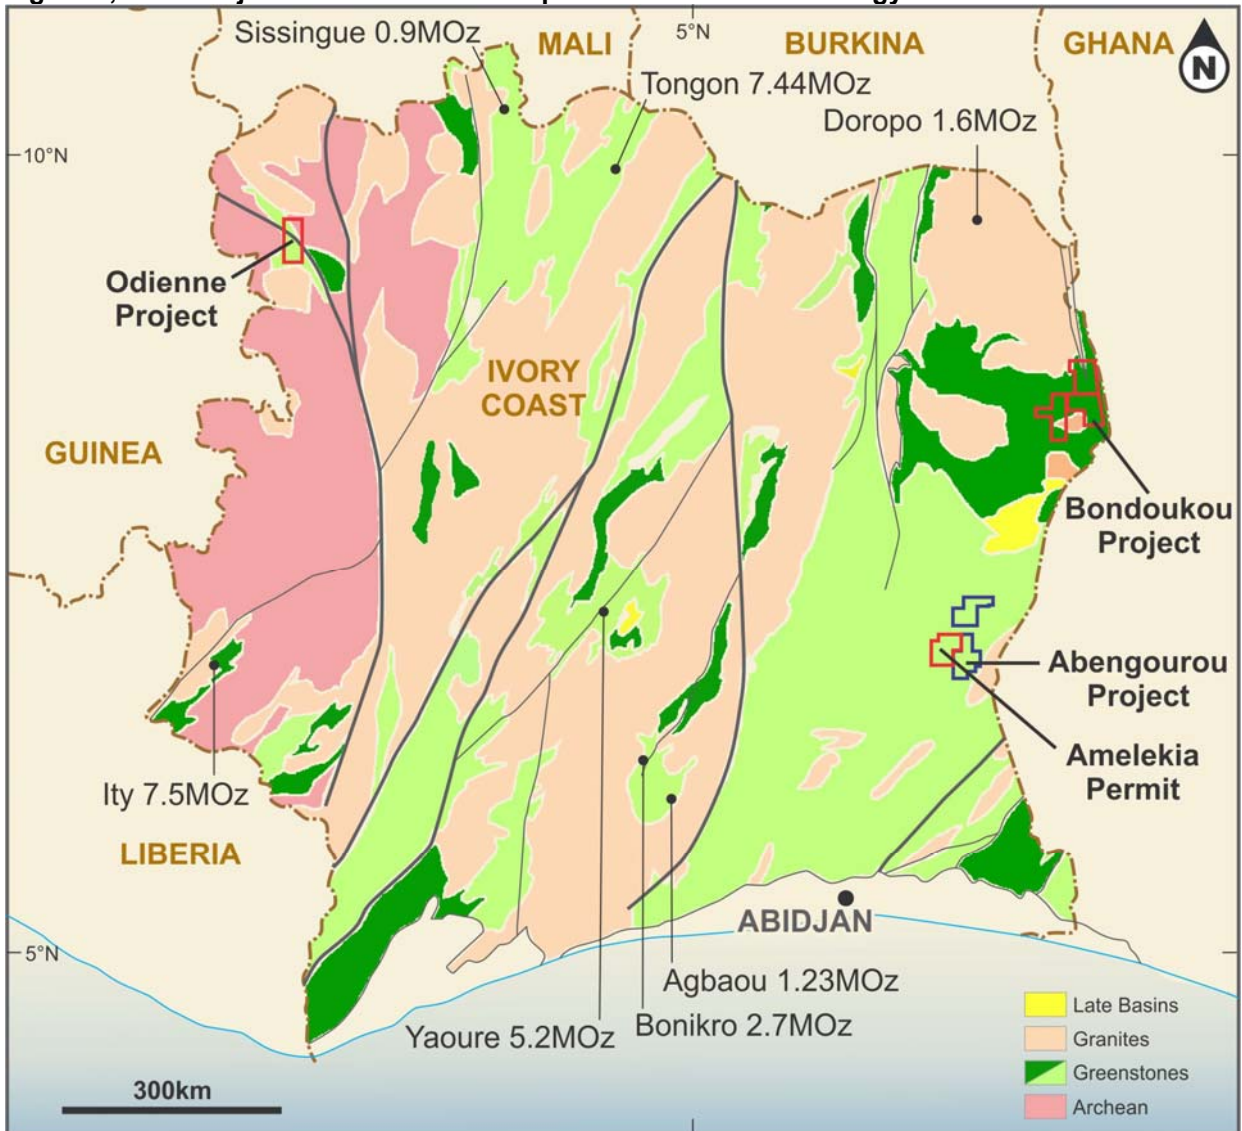 Sissingue 0.9MOz
MALI
5°N
BURKINA
GHANA
N
Tongon 7.44MOz
Doropo 1.6MOz
10°N
Odienne
Project
IVORY
COAST
GUINEA
Bondoukou
Project
Abengourou
Project
Amelekia
Permit
Ity 7.5MOz
LIBERIA
ABIDJAN
5°N
Agbaou 1.23MOz
Yaoure 5.2MOz
Bonikro 2.7MOz
Late Basins
Granites
Greenstones
Archean
300km